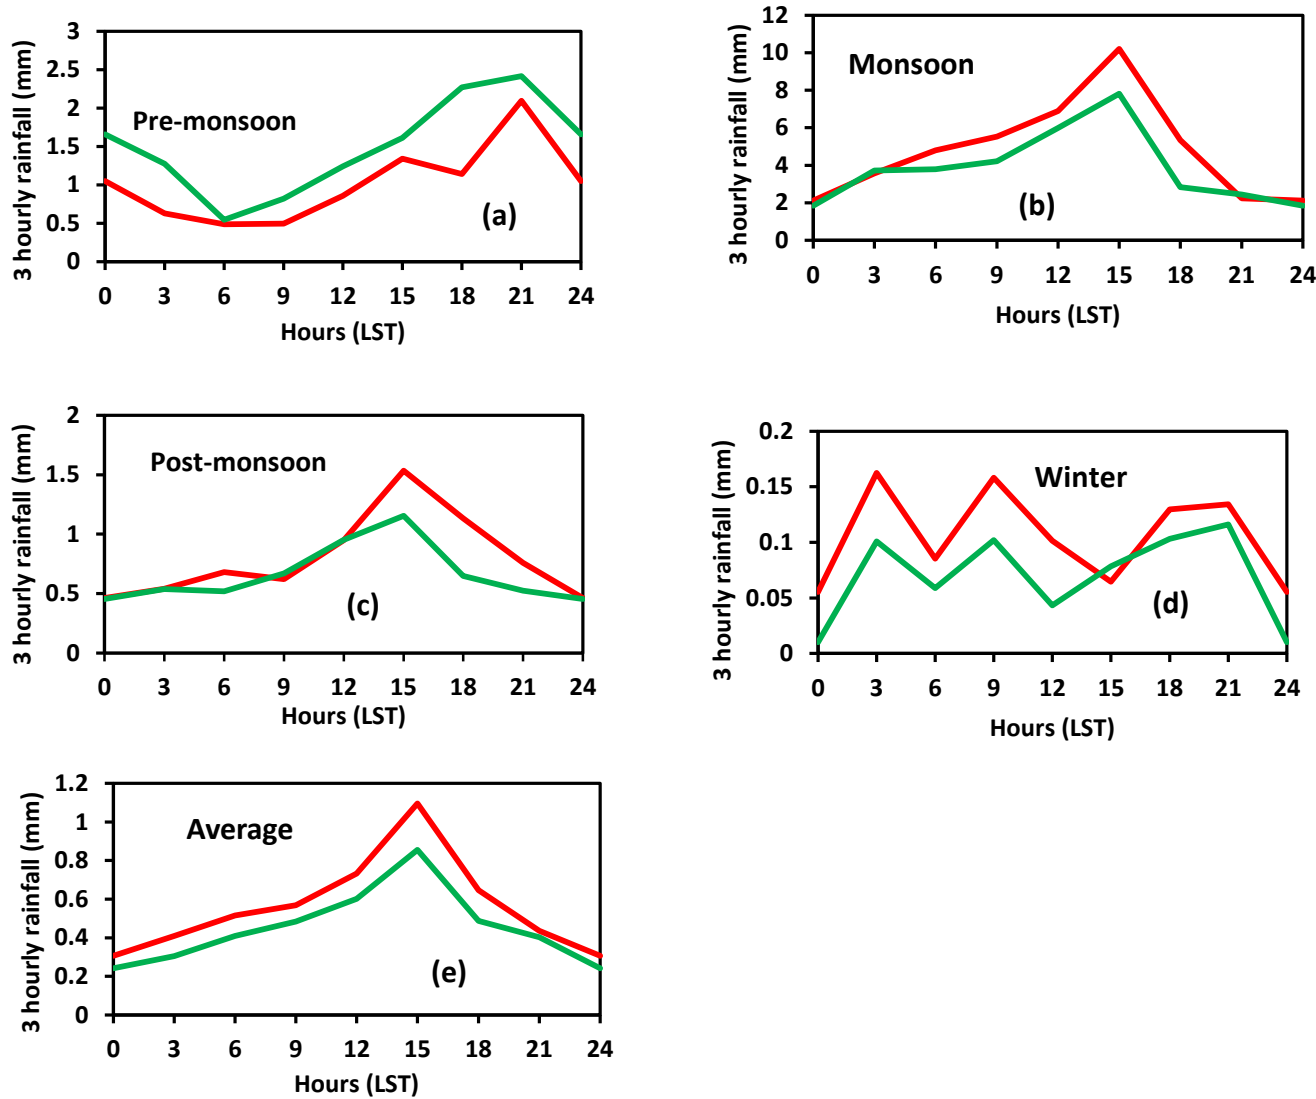 3 hourly rainfall (mm)
3
2.5
2
1.5
1
0.5
0
Pre-monsoon
(a)
0 3 6 9 12 15 18 21 24
Hours (LST)
3 hourly rainfall (mm)
12
10
8
6
4
2
0
Monsoon
(b)
0 3 6 9 12 15 18 21 24
Hours (LST)
3 hourly rainfall (mm)
2
1.5
1
0.5
0
Post-monsoon
(c)
0 3 6 9 12 15 18 21 24
Hours (LST)
3 hourly rainfall (mm)
0.2
0.15
0.1
0.05
0
Winter
(d)
0 3 6 9 12 15 18 21 24
Hours (LST)
3 hourly rainfall (mm)
1.2
1
0.8
0.6
0.4
0.2
0
Average
(e)
0 3 6 9 12 15 18 21 24
Hours (LST)